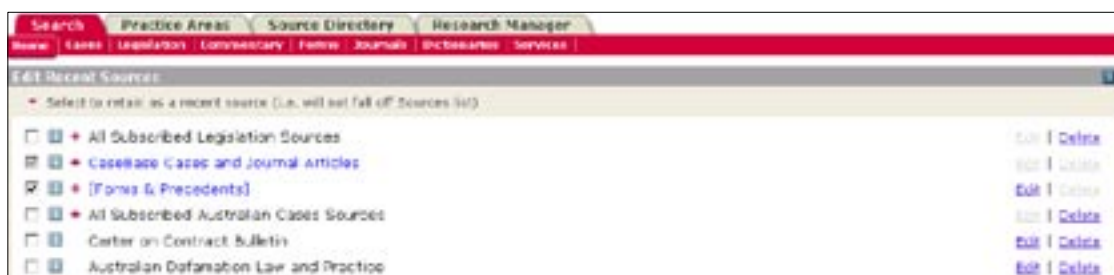 Search Practice Areas Source Directory Research Manager
Home | Cases | Legislation | Commentary | Forms | Journals | Dictionaries | Services |
Edit Recent Sources
Select to retain as a recent source (i.e. will not fall off Sources list)
All Subscribed Legislation Sources Edit | Delete
CaseBase Cases and Journal Articles Edit | Delete
[Forms & Precedents] Edit | Delete
All Subscribed Australian Cases Sources Edit | Delete
Carter on Contract Bulletin Edit | Delete
Australian Defamation Law and Practice Edit | Delete